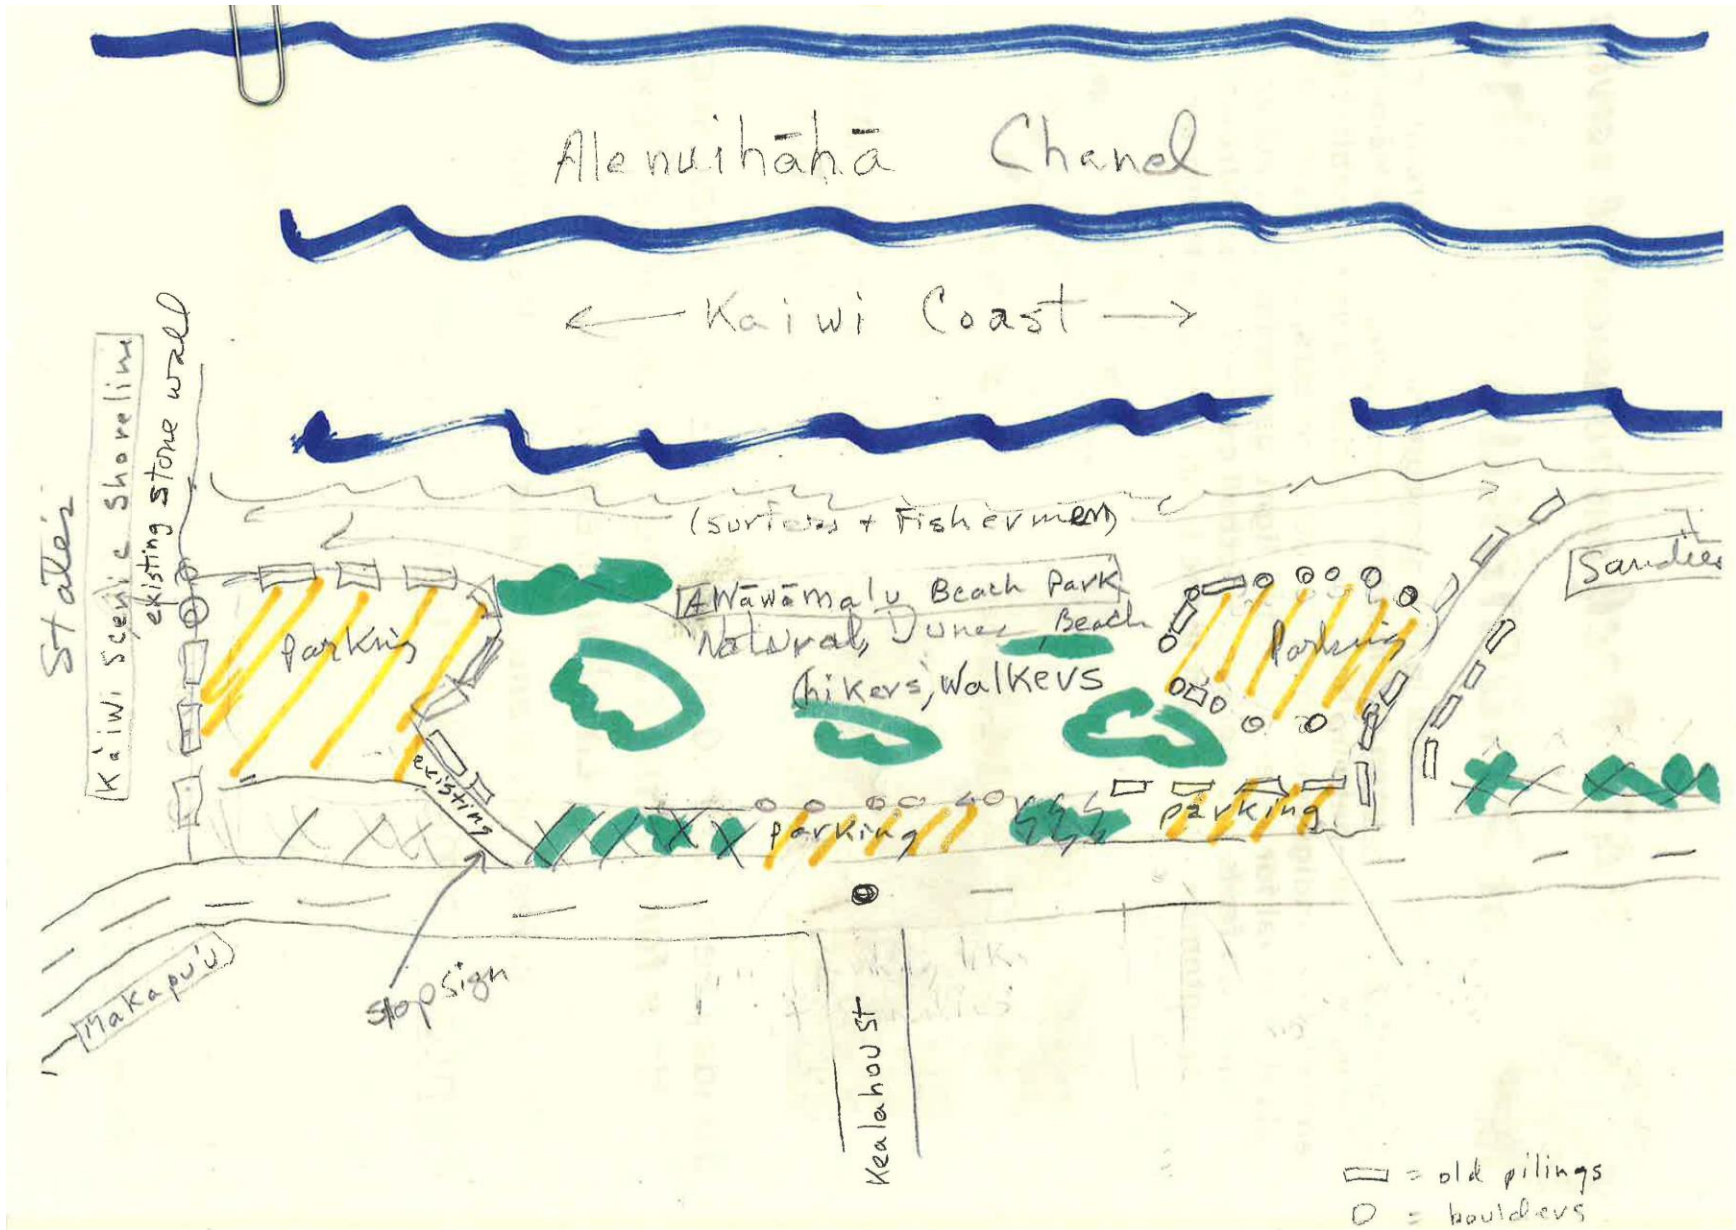 Alenuihāhā Chanel
Kaiwi Coast
State's
Kaiwi Scenic Shoreline
existing stone wall
(surfers + Fishermen)
Awāwāmalu Beach Park
Natural, Dunes, Beach
hikers, walkers
Sandies
Parking
Parking
existing
parking
parking
stop sign
Makapu'u
Kealahou St
▭ = old pilings
O = boulders